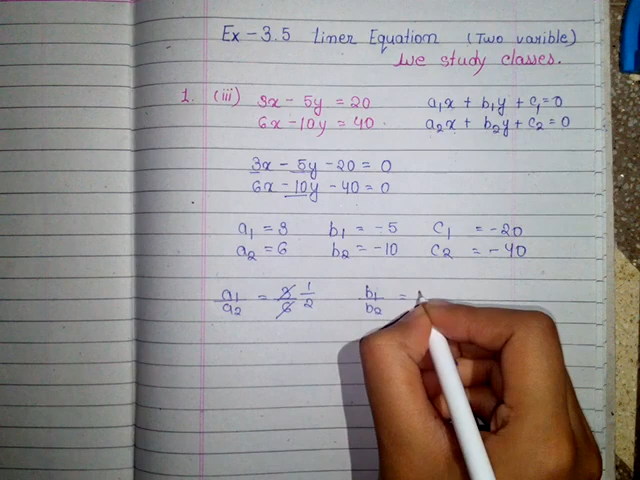 Ex - 3.5 Liner Equation (Two varible)
We study classes.
1. (iii) 3x - 5y = 20 a₁x + b₁y + c₁ = 0
6x - 10y = 40 a₂x + b₂y + c₂ = 0
3x - 5y - 20 = 0
6x - 10y - 40 = 0
a₁ = 3 b₁ = -5 c₁ = -20
a₂ = 6 b₂ = -10 c₂ = -40
a₁/a₂ = 3/6 1/2 b₁/b₂ =